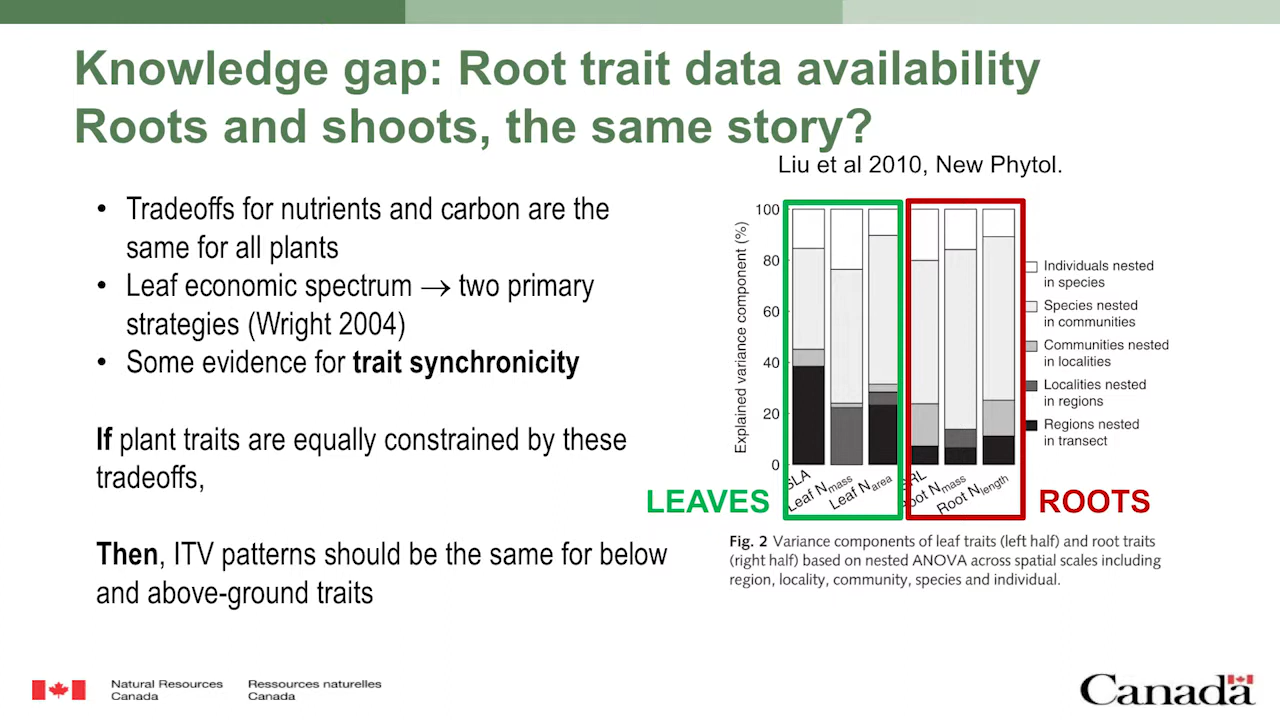 Knowledge gap: Root trait data availability
Roots and shoots, the same story?
Liu et al 2010, New Phytol.
• Tradeoffs for nutrients and carbon are the
same for all plants
• Leaf economic spectrum → two primary
strategies (Wright 2004)
• Some evidence for trait synchronicity
If plant traits are equally constrained by these
tradeoffs,
Then, ITV patterns should be the same for below
and above-ground traits
Explained variance component (%)
100
80
60
40
20
0
SLA
Leaf Nmass
Leaf Narea
SRL
Root Nmass
Root Nlength
Individuals nested
in species
Species nested
in communities
Communities nested
in localities
Localities nested
in regions
Regions nested
in transect
LEAVES
ROOTS
Fig. 2 Variance components of leaf traits (left half) and root traits
(right half) based on nested ANOVA across spatial scales including
region, locality, community, species and individual.
Natural Resources
Canada
Ressources naturelles
Canada
Canada